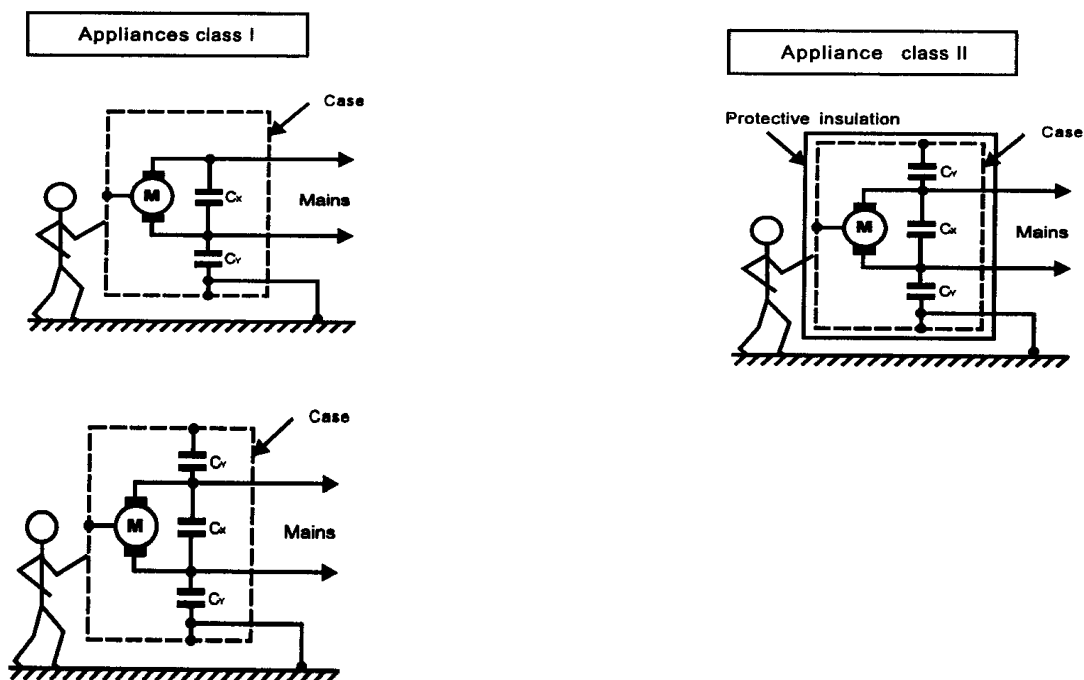 Appliances class I
Case
M
Cx
Mains
CY
Case
CY
M
Cx
Mains
CY
Appliance class II
Protective insulation
Case
CY
M
Cx
Mains
CY